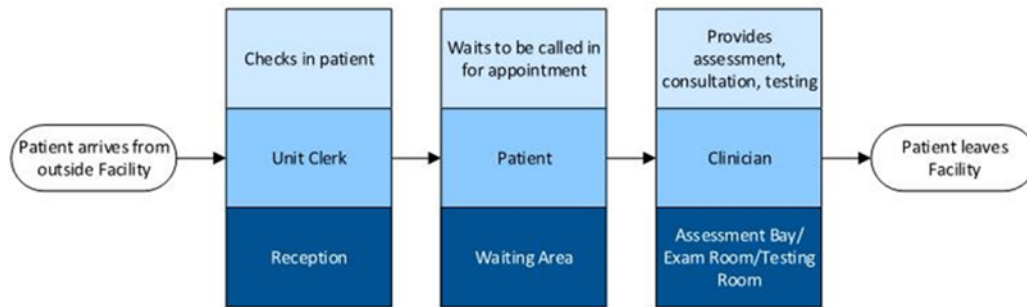 Patient arrives from
outside Facility
Checks in patient
Unit Clerk
Reception
Waits to be called in
for appointment
Patient
Waiting Area
Provides
assessment,
consultation, testing
Clinician
Assessment Bay/
Exam Room/Testing
Room
Patient leaves
Facility